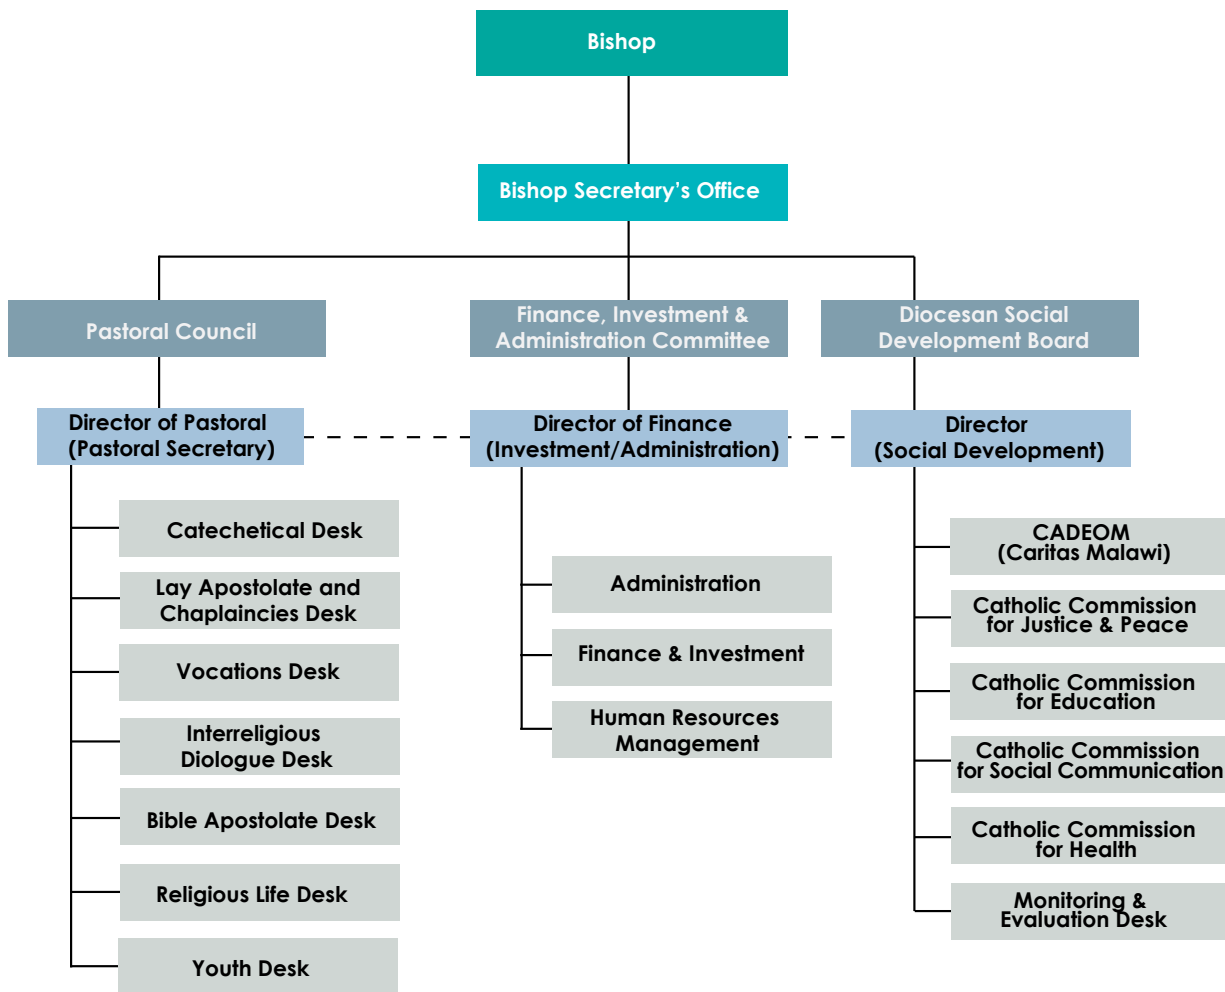 Bishop
Bishop Secretary's Office
Pastoral Council
Finance, Investment &
Administration Committee
Diocesan Social
Development Board
Director of Pastoral
(Pastoral Secretary)
Director of Finance
(Investment/Administration)
Director
(Social Development)
Catechetical Desk
Lay Apostolate and
Chaplaincies Desk
Vocations Desk
Interreligious
Diologue Desk
Bible Apostolate Desk
Religious Life Desk
Youth Desk
Administration
Finance & Investment
Human Resources
Management
CADEOM
(Caritas Malawi)
Catholic Commission
for Justice & Peace
Catholic Commission
for Education
Catholic Commission
for Social Communication
Catholic Commission
for Health
Monitoring &
Evaluation Desk